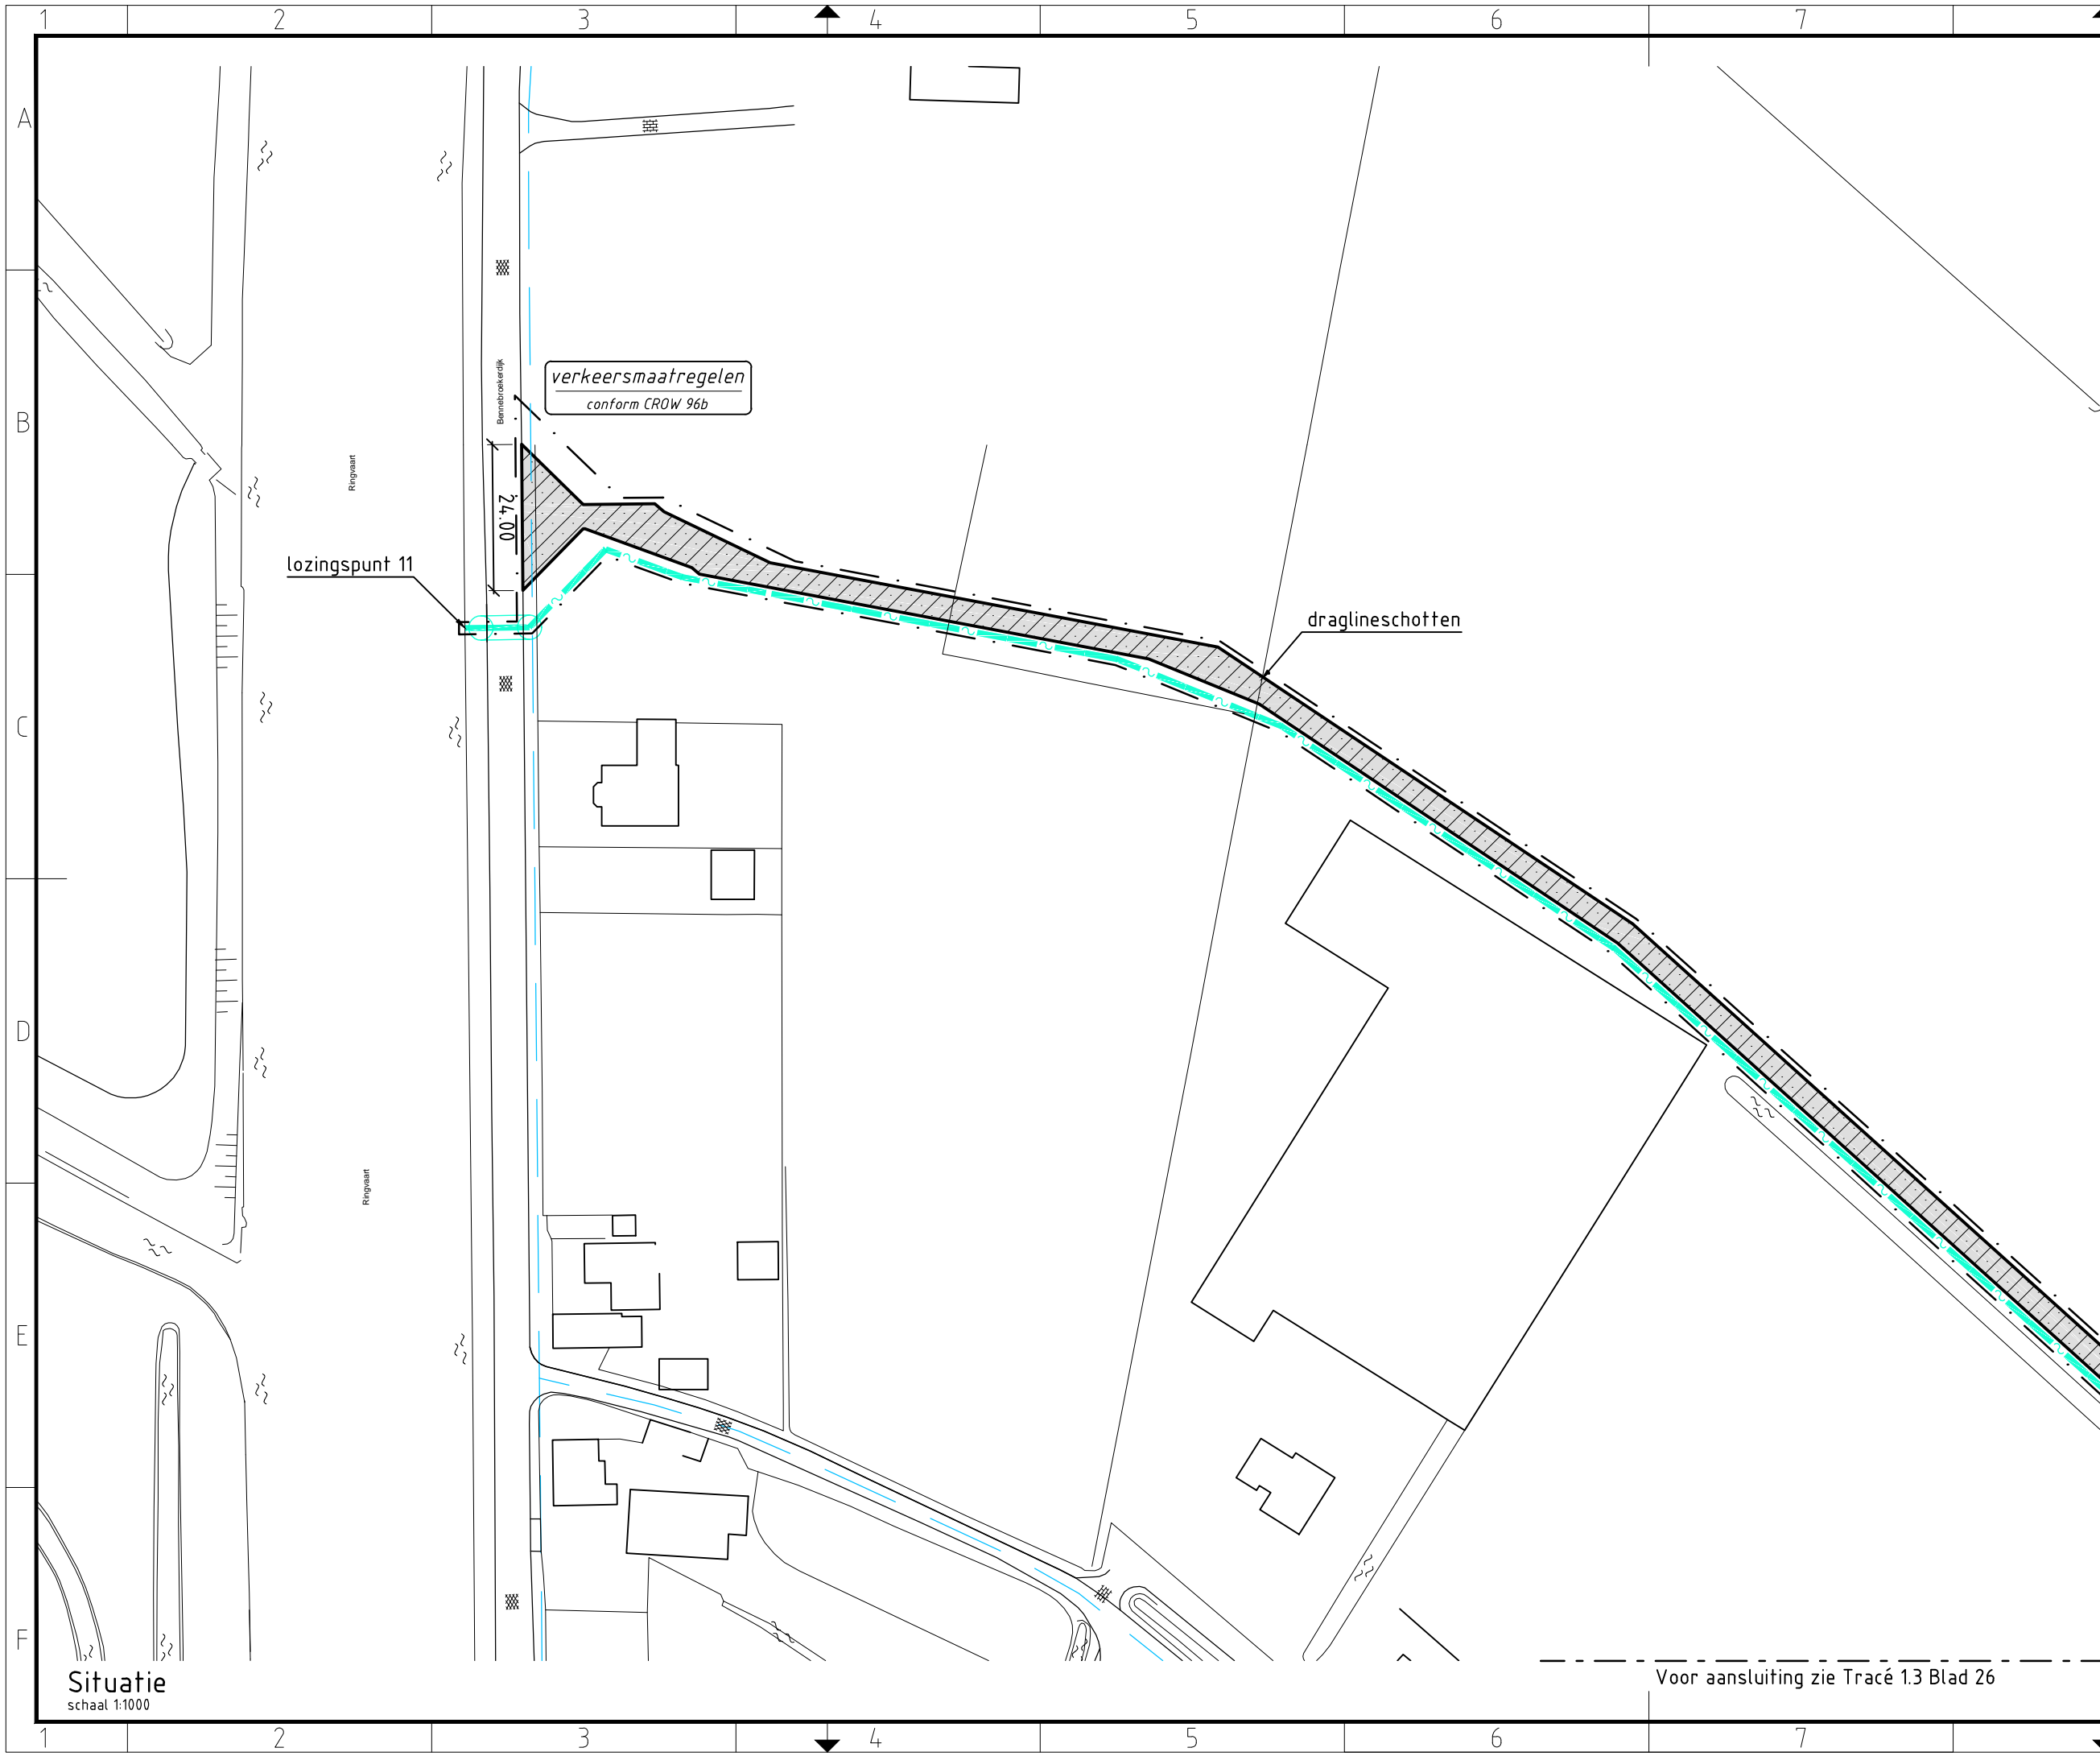 1 2 3 4 5 6 7
A
B
C
D
E
F
Bennebroekerdijk
verkeersmaatregelen
conform CROW 96b
Ringvaart
24.00
lozingspunt 11
draglineschotten
Ringvaart
Situatie
schaal 1:1000
Voor aansluiting zie Tracé 1.3 Blad 26
1 2 3 4 5 6 7